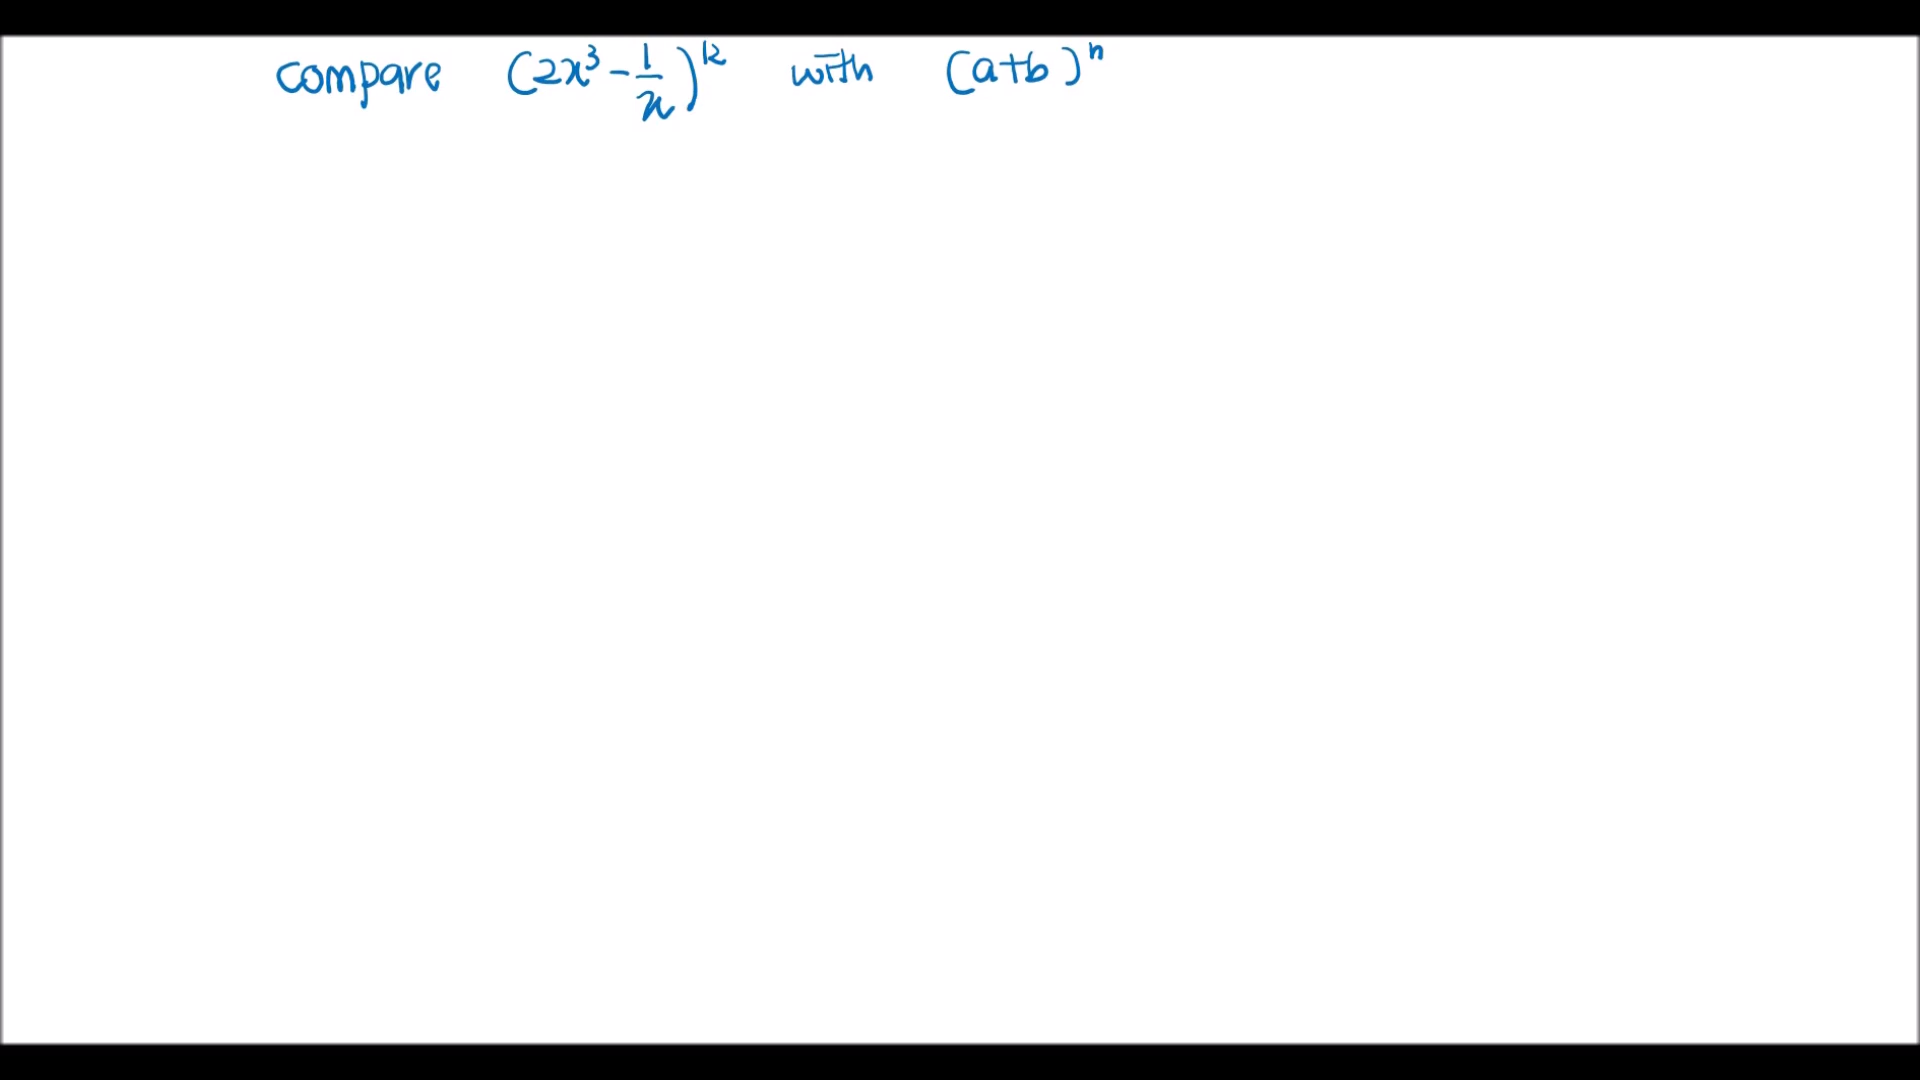 compare (2x³ - 1/x)¹² with (a+b)ⁿ